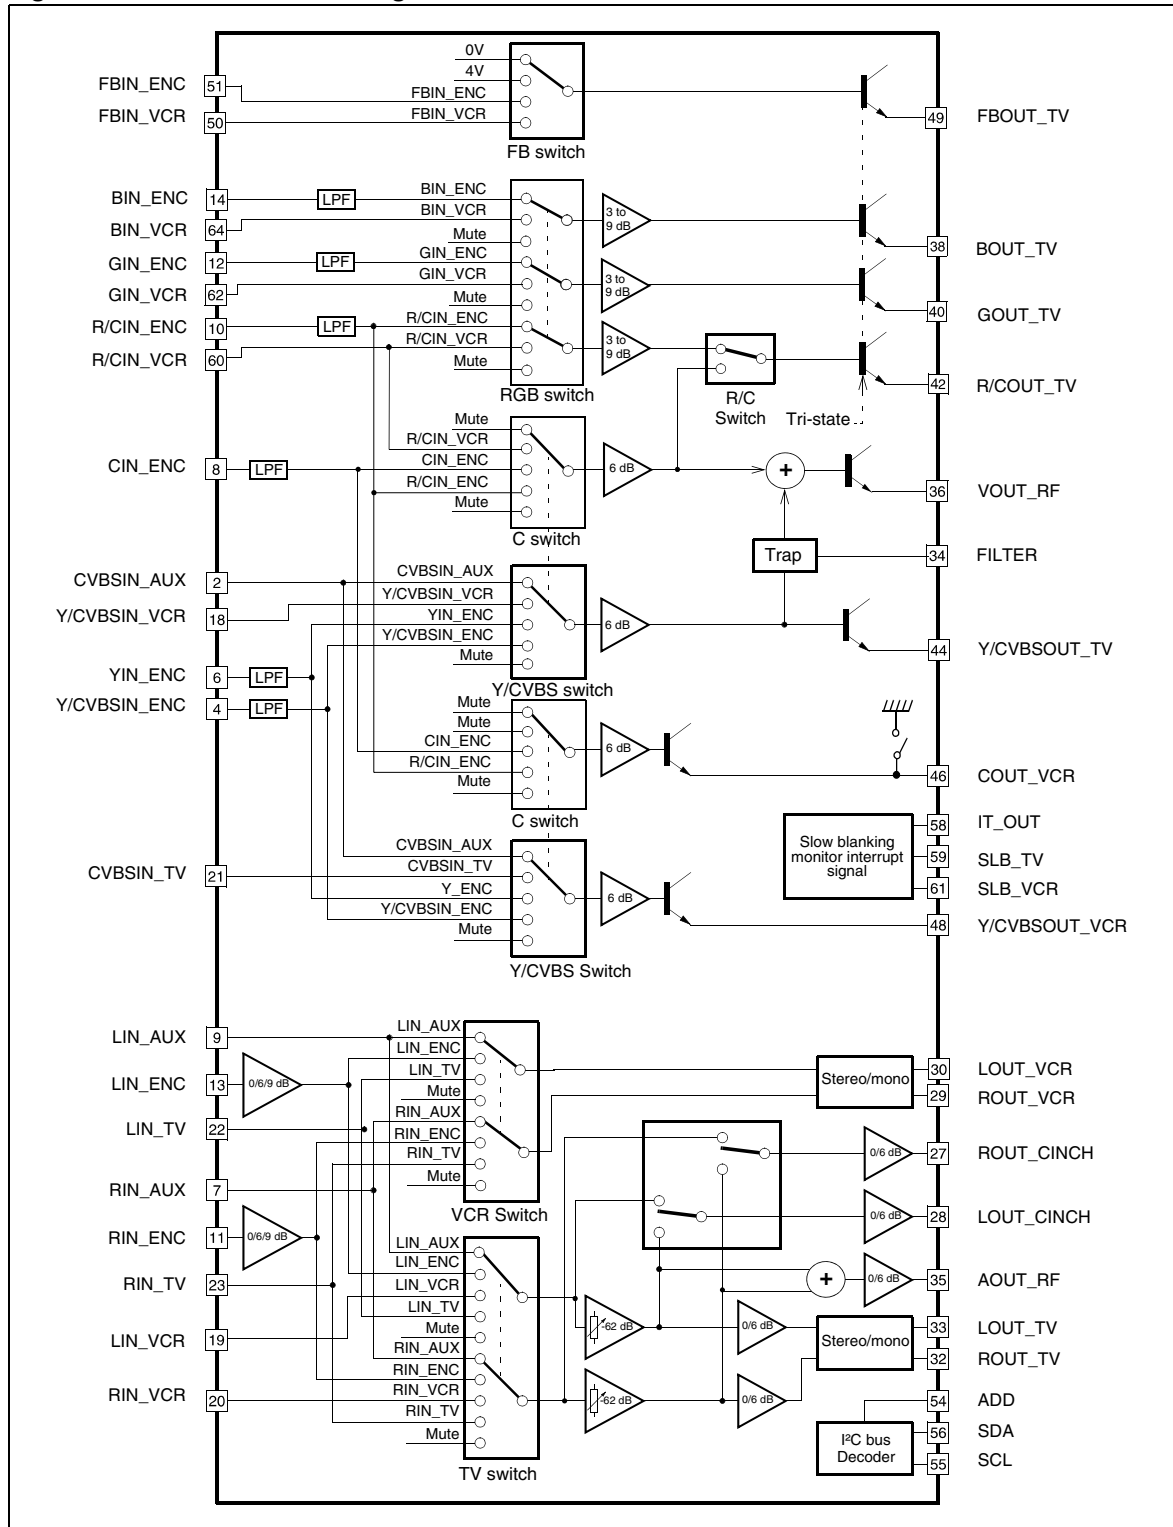 0V
4V
FBIN_ENC
51
FBIN_ENC
FBIN_VCR
50
FBIN_VCR
FB switch
49
FBOUT_TV
BIN_ENC
14
LPF
BIN_ENC
BIN_VCR
64
BIN_VCR
Mute
3 to
9 dB
38
BOUT_TV
GIN_ENC
12
LPF
GIN_ENC
GIN_VCR
62
GIN_VCR
Mute
3 to
9 dB
40
GOUT_TV
R/CIN_ENC
10
LPF
R/CIN_ENC
R/CIN_VCR
60
R/CIN_VCR
Mute
3 to
9 dB
RGB switch
R/C
Switch
Tri-state
42
R/COUT_TV
Mute
R/CIN_VCR
CIN_ENC
8
LPF
CIN_ENC
R/CIN_ENC
Mute
6 dB
C switch
+
36
VOUT_RF
Trap
34
FILTER
CVBSIN_AUX
2
CVBSIN_AUX
Y/CVBSIN_VCR
18
Y/CVBSIN_VCR
YIN_ENC
Y/CVBSIN_ENC
Mute
6 dB
Y/CVBS switch
44
Y/CVBSOUT_TV
YIN_ENC
6
LPF
Y/CVBSIN_ENC
4
LPF
Mute
Mute
CIN_ENC
R/CIN_ENC
Mute
6 dB
C switch
46
COUT_VCR
Slow blanking
monitor interrupt
signal
58
IT_OUT
59
SLB_TV
61
SLB_VCR
CVBSIN_AUX
CVBSIN_TV
21
CVBSIN_TV
Y_ENC
Y/CVBSIN_ENC
Mute
6 dB
Y/CVBS Switch
48
Y/CVBSOUT_VCR
LIN_AUX
9
LIN_AUX
LIN_ENC
13
0/6/9 dB
LIN_ENC
LIN_TV
22
LIN_TV
Mute
RIN_AUX
RIN_ENC
RIN_TV
Mute
VCR Switch
Stereo/mono
30
LOUT_VCR
29
ROUT_VCR
RIN_AUX
7
RIN_ENC
11
0/6/9 dB
RIN_TV
23
LIN_VCR
19
RIN_VCR
20
0/6 dB
27
ROUT_CINCH
0/6 dB
28
LOUT_CINCH
LIN_AUX
LIN_ENC
LIN_VCR
LIN_TV
Mute
RIN_AUX
RIN_ENC
RIN_VCR
RIN_TV
Mute
TV switch
+
0/6 dB
35
AOUT_RF
-62 dB
0/6 dB
-62 dB
0/6 dB
Stereo/mono
33
LOUT_TV
32
ROUT_TV
I²C bus
Decoder
54
ADD
56
SDA
55
SCL